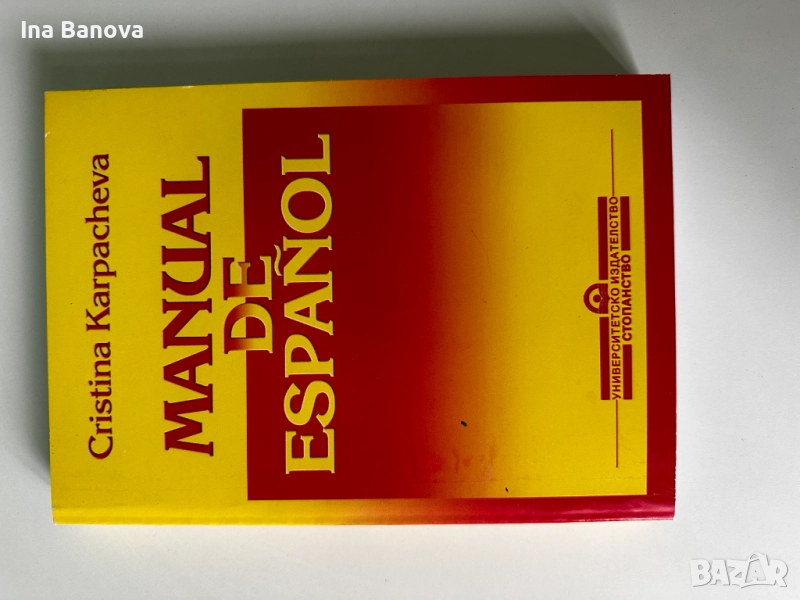 Ina Banova
Cristina Karpacheva
MANUAL
DE
ESPAÑOL
УНИВЕРСИТЕТСКО ИЗДАТЕЛСТВО
СТОПАНСТВО
BAZAR